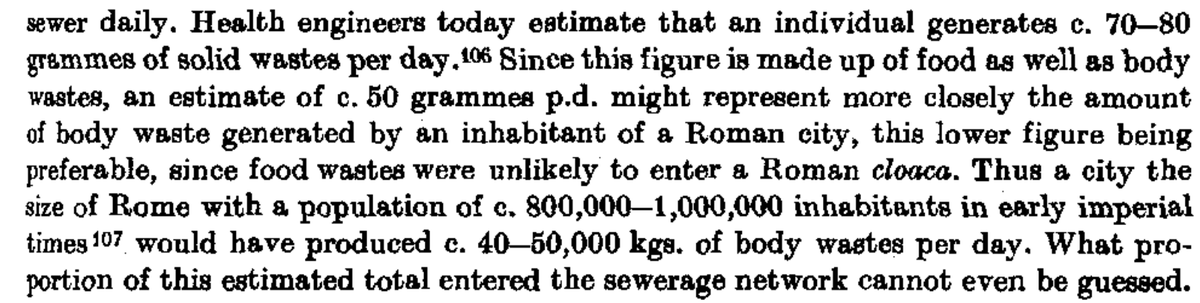 sewer daily. Health engineers today estimate that an individual generates c. 70–80
grammes of solid wastes per day.106 Since this figure is made up of food as well as body
wastes, an estimate of c. 50 grammes p.d. might represent more closely the amount
of body waste generated by an inhabitant of a Roman city, this lower figure being
preferable, since food wastes were unlikely to enter a Roman cloaca. Thus a city the
size of Rome with a population of c. 800,000–1,000,000 inhabitants in early imperial
times107 would have produced c. 40–50,000 kgs. of body wastes per day. What pro-
portion of this estimated total entered the sewerage network cannot even be guessed.